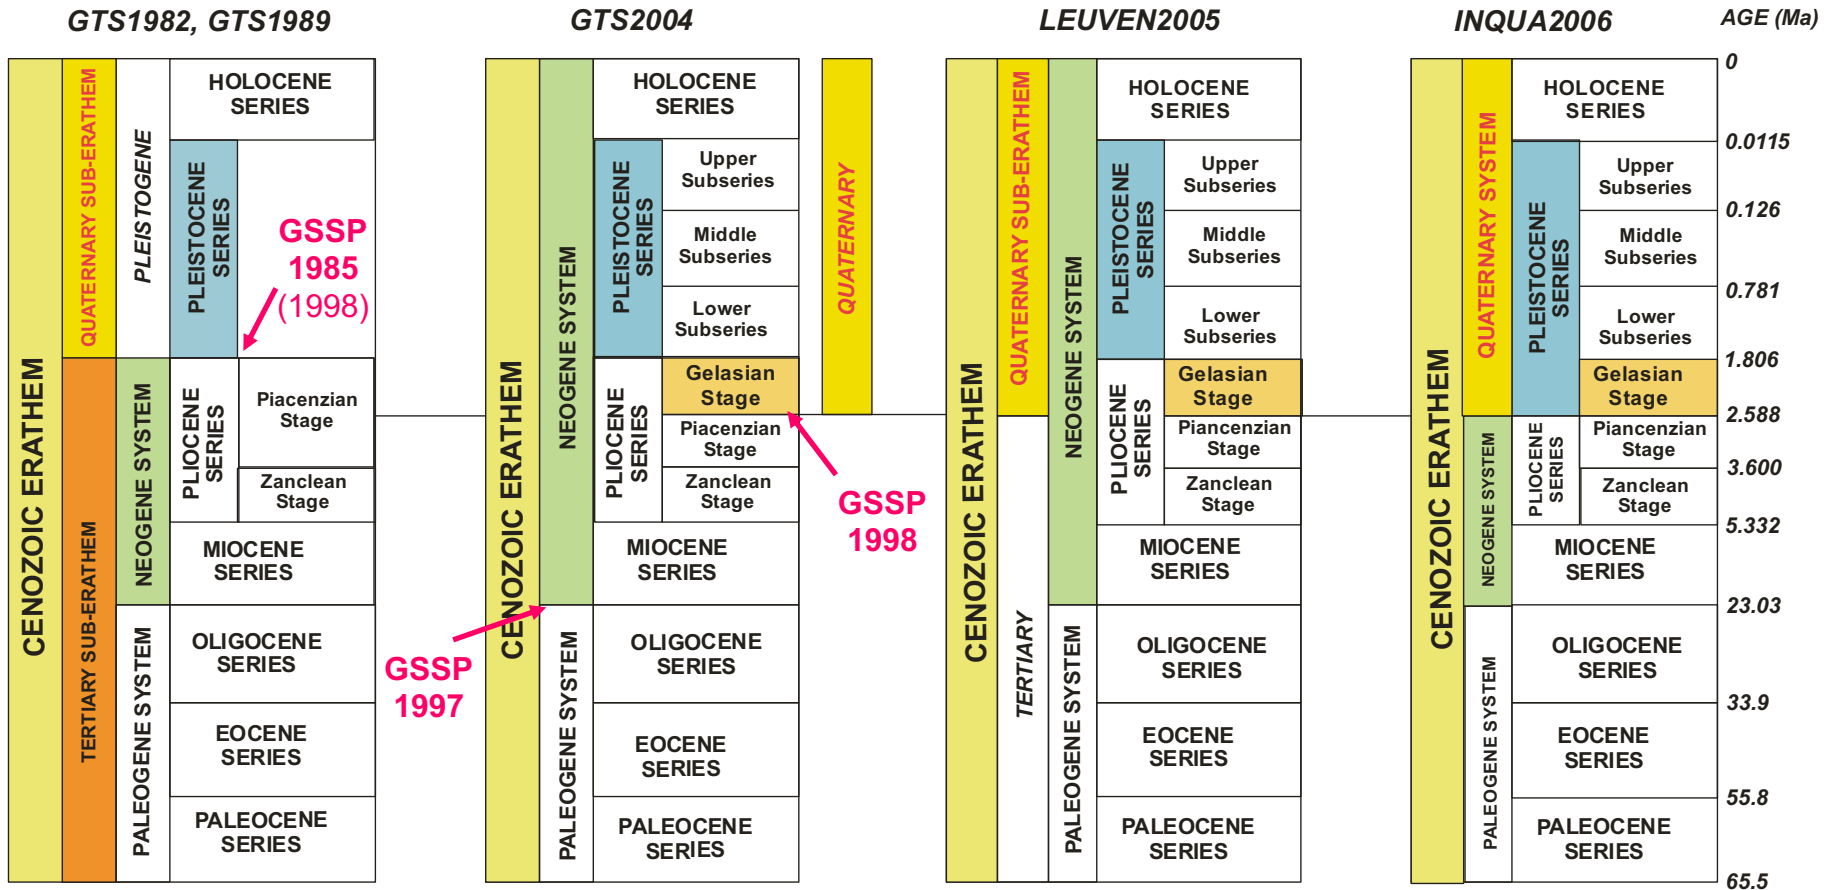 GTS1982, GTS1989
GTS2004
LEUVEN2005
INQUA2006
AGE (Ma)
CENOZOIC ERATHEM
QUATERNARY SUB-ERATHEM
TERTIARY SUB-ERATHEM
PLEISTOGENE
NEOGENE SYSTEM
PALEOGENE SYSTEM
HOLOCENE
SERIES
PLEISTOCENE
SERIES
GSSP
1985
(1998)
PLIOCENE
SERIES
Piacenzian
Stage
Zanclean
Stage
MIOCENE
SERIES
OLIGOCENE
SERIES
EOCENE
SERIES
PALEOCENE
SERIES
GSSP
1997
CENOZOIC ERATHEM
NEOGENE SYSTEM
PALEOGENE SYSTEM
HOLOCENE
SERIES
PLEISTOCENE
SERIES
Upper
Subseries
Middle
Subseries
Lower
Subseries
PLIOCENE
SERIES
Gelasian
Stage
Piacenzian
Stage
Zanclean
Stage
MIOCENE
SERIES
OLIGOCENE
SERIES
EOCENE
SERIES
PALEOCENE
SERIES
QUATERNARY
GSSP
1998
CENOZOIC ERATHEM
QUATERNARY SUB-ERATHEM
TERTIARY
NEOGENE SYSTEM
PALEOGENE SYSTEM
HOLOCENE
SERIES
PLEISTOCENE
SERIES
Upper
Subseries
Middle
Subseries
Lower
Subseries
PLIOCENE
SERIES
Gelasian
Stage
Piancenzian
Stage
Zanclean
Stage
MIOCENE
SERIES
OLIGOCENE
SERIES
EOCENE
SERIES
PALEOCENE
SERIES
CENOZOIC ERATHEM
QUATERNARY SYSTEM
NEOGENE SYSTEM
PALEOGENE SYSTEM
HOLOCENE
SERIES
PLEISTOCENE
SERIES
Upper
Subseries
Middle
Subseries
Lower
Subseries
Gelasian
Stage
PLIOCENE
SERIES
Piancenzian
Stage
Zanclean
Stage
MIOCENE
SERIES
OLIGOCENE
SERIES
EOCENE
SERIES
PALEOCENE
SERIES
0
0.0115
0.126
0.781
1.806
2.588
3.600
5.332
23.03
33.9
55.8
65.5